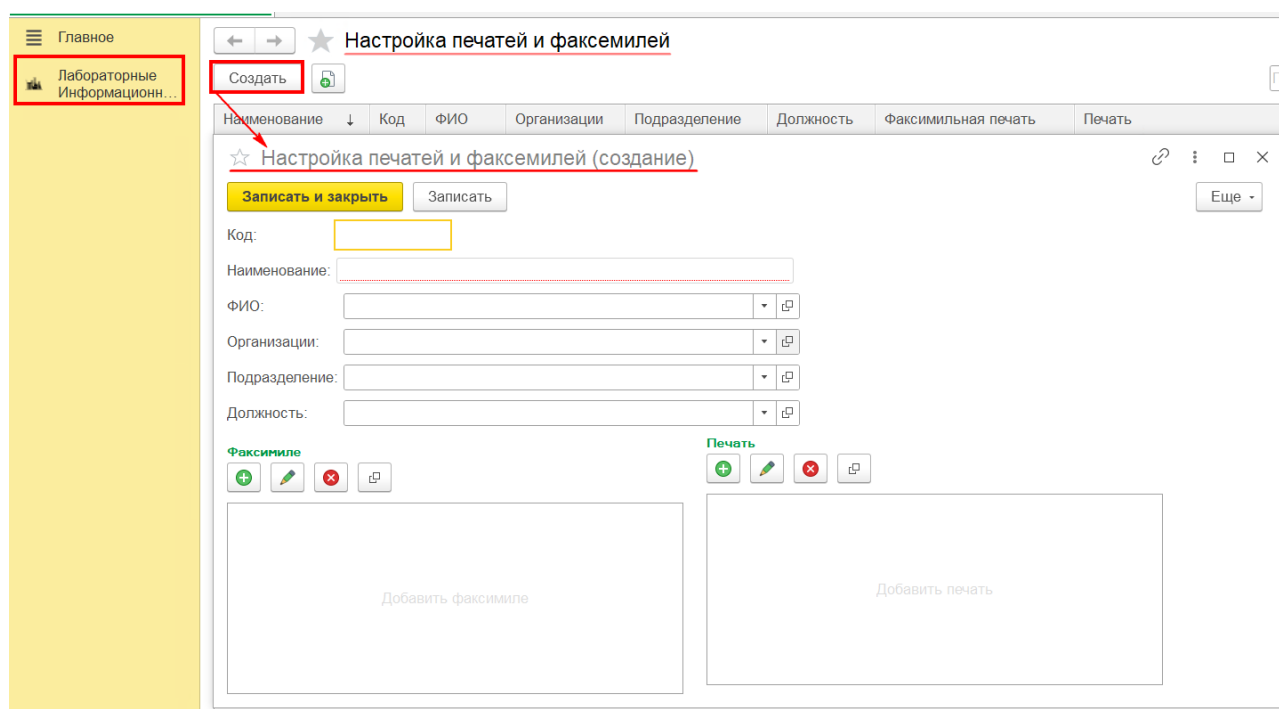 Главное
Лабораторные
Информационн...
Настройка печатей и факсемилей
Создать
Наименование ↓ Код ФИО Организации Подразделение Должность Факсимильная печать Печать
Настройка печатей и факсемилей (создание)
Записать и закрыть Записать Еще
Код:
Наименование:
ФИО:
Организации:
Подразделение:
Должность:
Факсимиле Печать
Добавить факсимиле Добавить печать